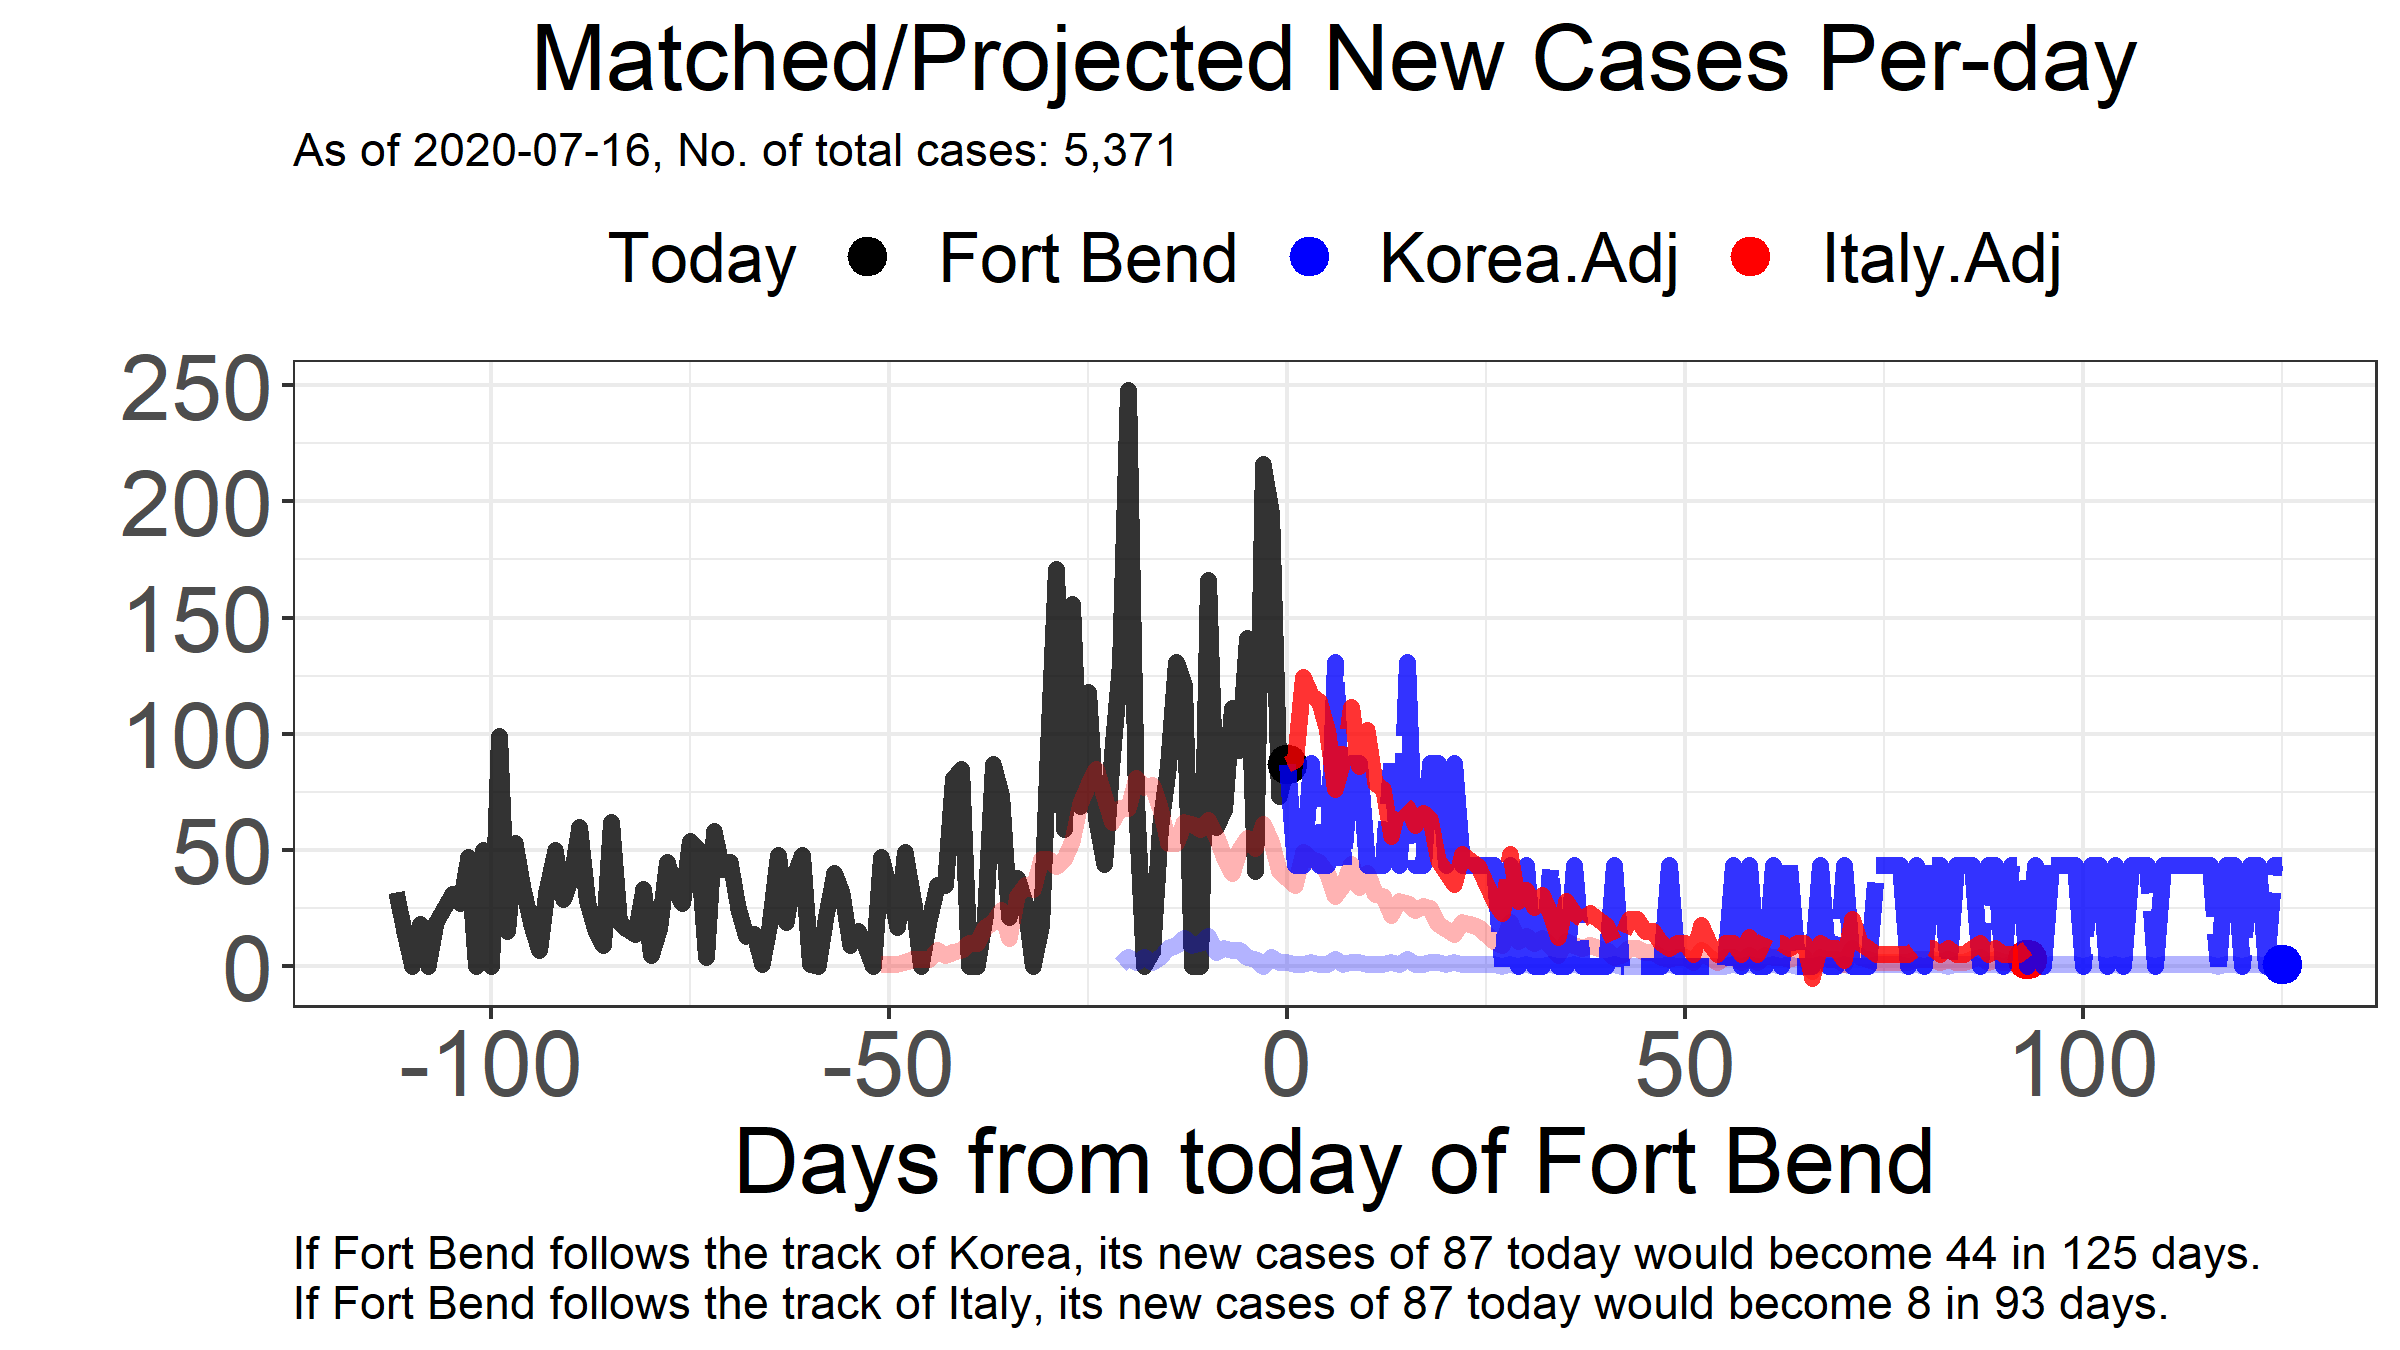 Matched/Projected New Cases Per-day
As of 2020-07-16, No. of total cases: 5,371
Today Fort Bend Korea.Adj Italy.Adj
250
200
150
100
50
0
-100 -50 0 50 100
Days from today of Fort Bend
If Fort Bend follows the track of Korea, its new cases of 87 today would become 44 in 125 days.
If Fort Bend follows the track of Italy, its new cases of 87 today would become 8 in 93 days.